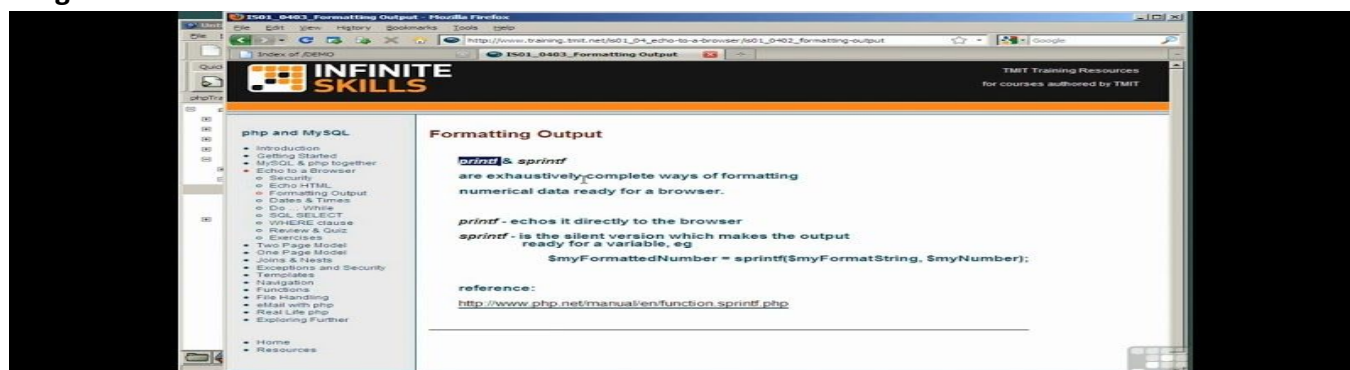 IS01_0403_Formatting Output - Mozilla Firefox
File Edit View History Bookmarks Tools Help
http://www.training.tmit.net/is01_04_echo-to-a-browser/is01_0402_formatting-output
Google
Index of /DEMO
IS01_0403_Formatting Output
INFINITE
SKILLS
TMIT Training Resources
for courses authored by TMIT
php and MySQL
Introduction
Getting Started
MySQL & php together
Echo to a Browser
Security
Echo HTML
Formatting Output
Dates & Times
Do ... While
SQL SELECT
WHERE clause
Review & Quiz
Exercises
Two Page Model
One Page Model
Joins & Nests
Exceptions and Security
Templates
Navigation
Functions
File Handling
eMail with php
Real Life php
Exploring Further
Home
Resources
Formatting Output
printf & sprintf
are exhaustively complete ways of formatting
numerical data ready for a browser.
printf - echos it directly to the browser
sprintf - is the silent version which makes the output
ready for a variable, eg
$myFormattedNumber = sprintf($myFormatString, $myNumber);
reference:
http://www.php.net/manual/en/function.sprintf.php